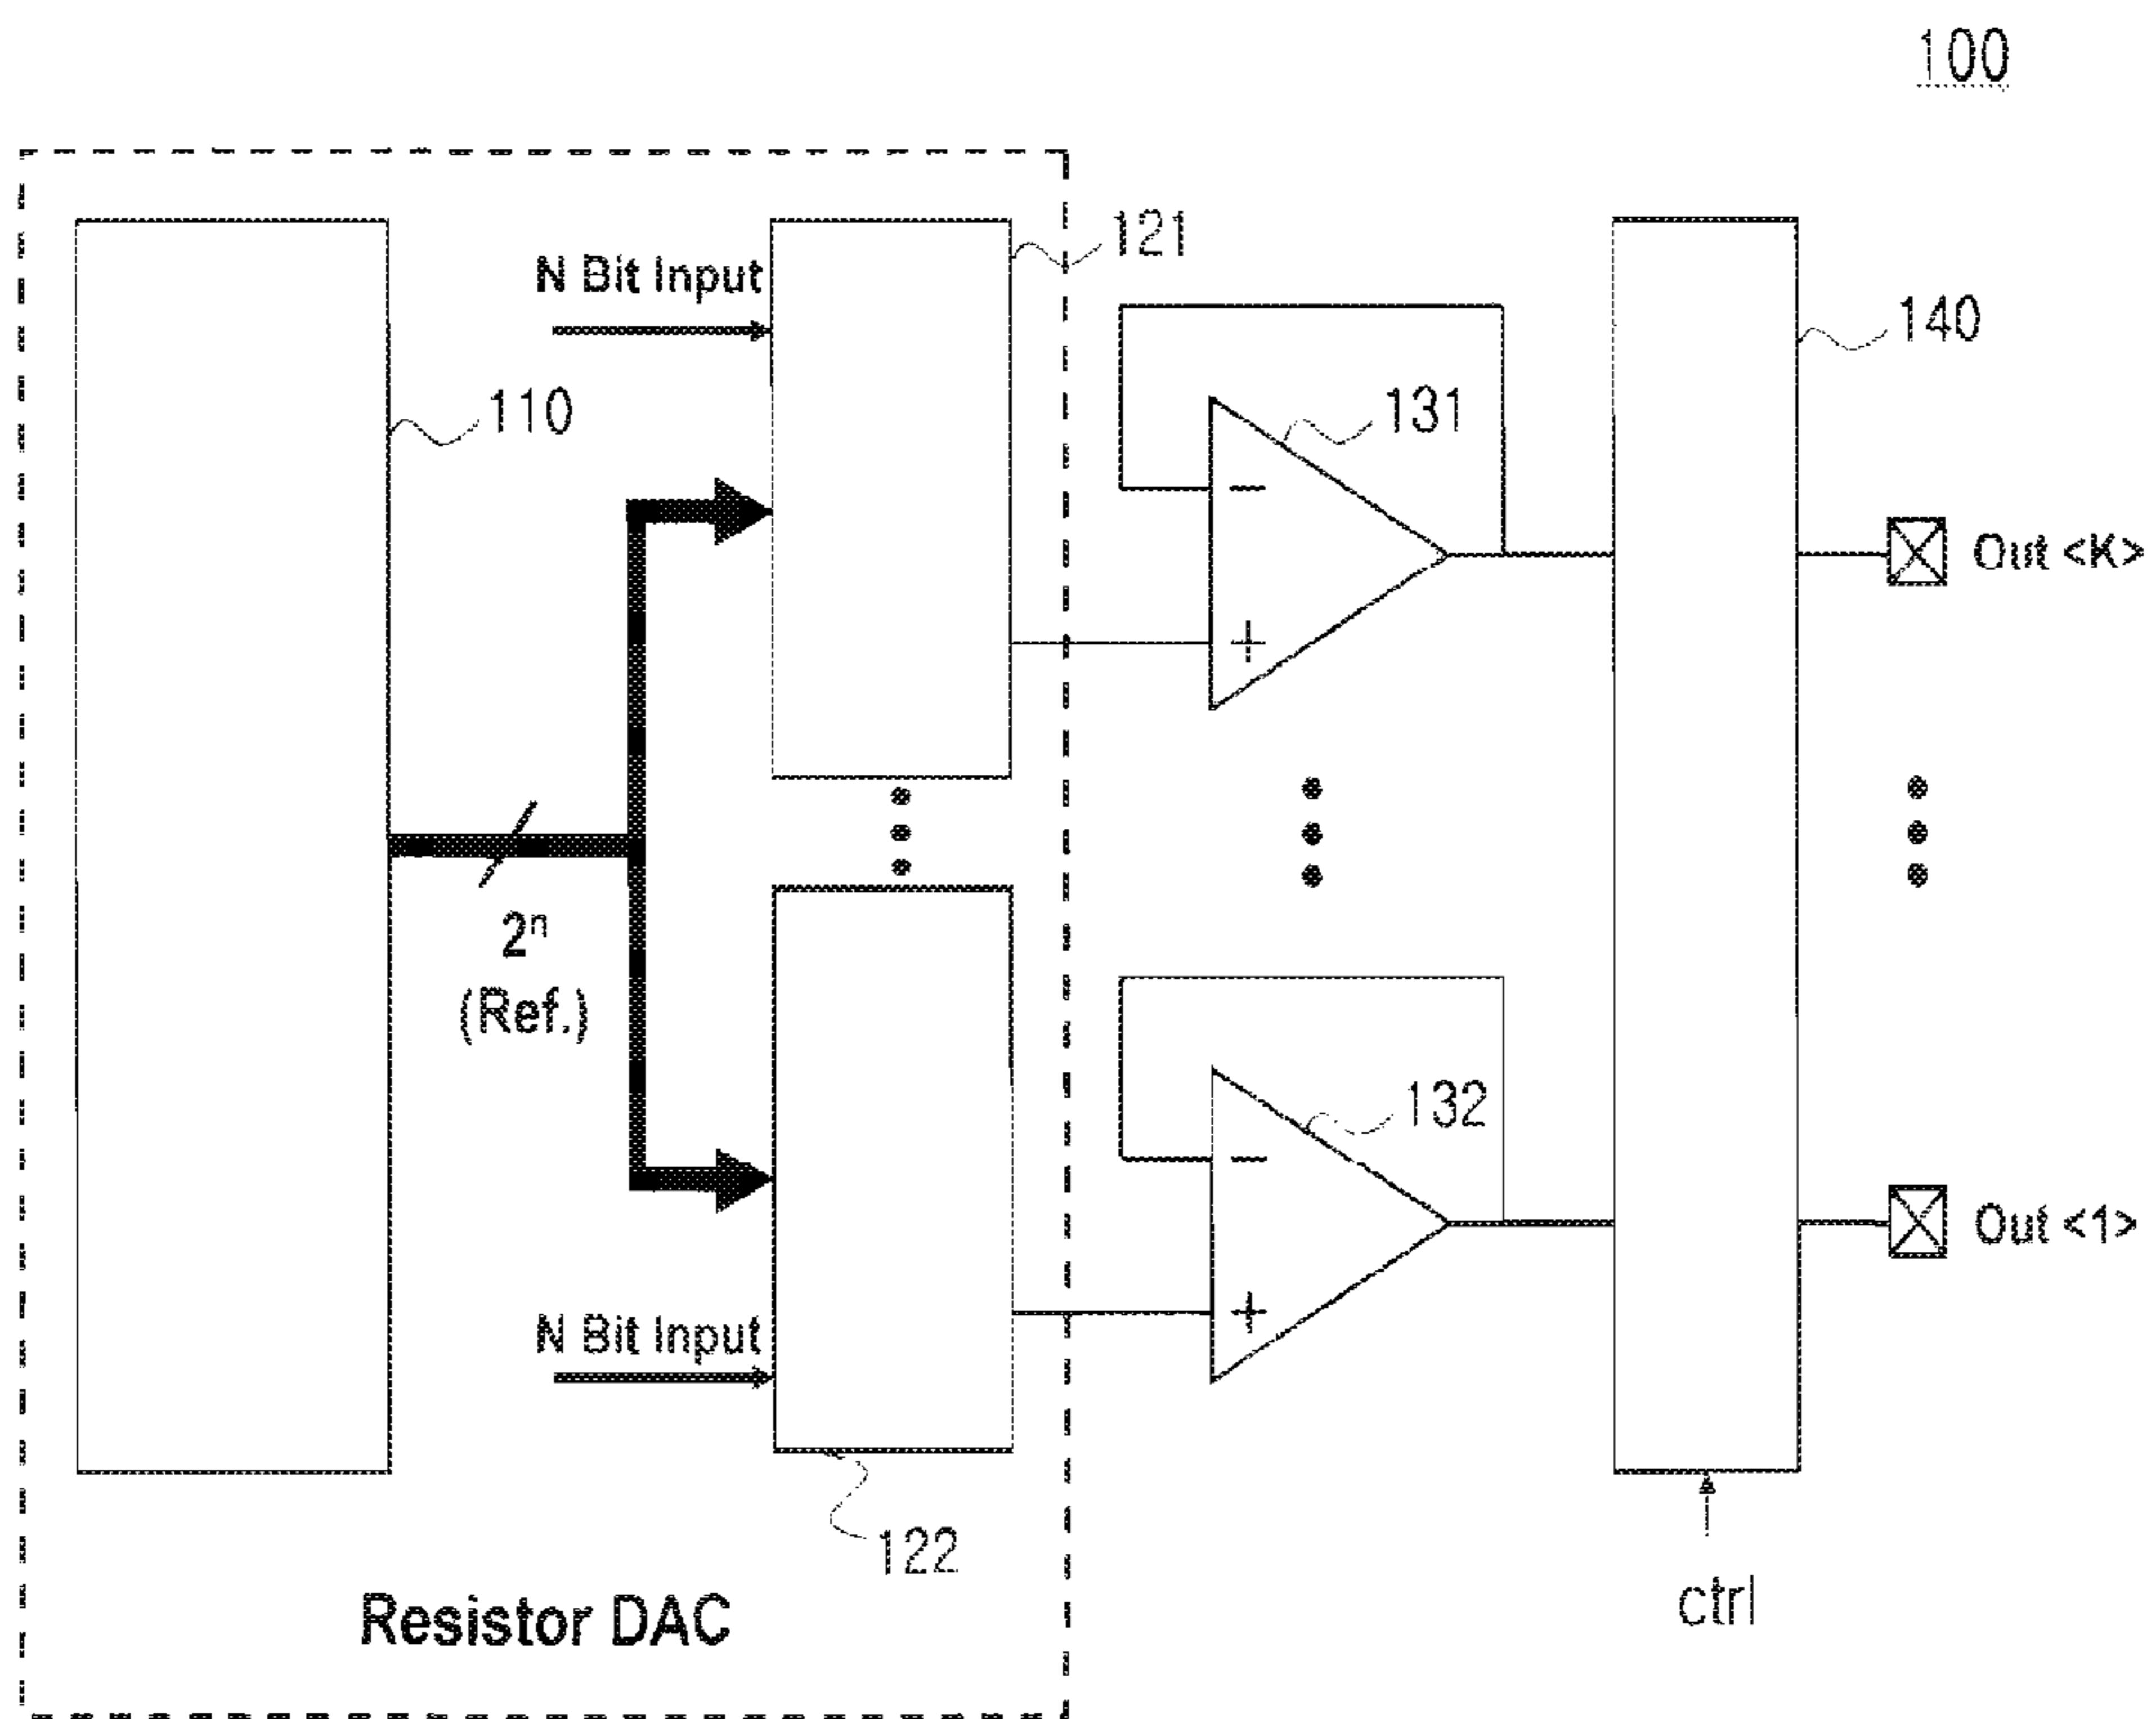 100
121
N Bit Input
140
110
131
Out <K>
2ⁿ
(Ref.)
132
Out <1>
N Bit Input
122
Resistor DAC
ctrl
−
+
−
+